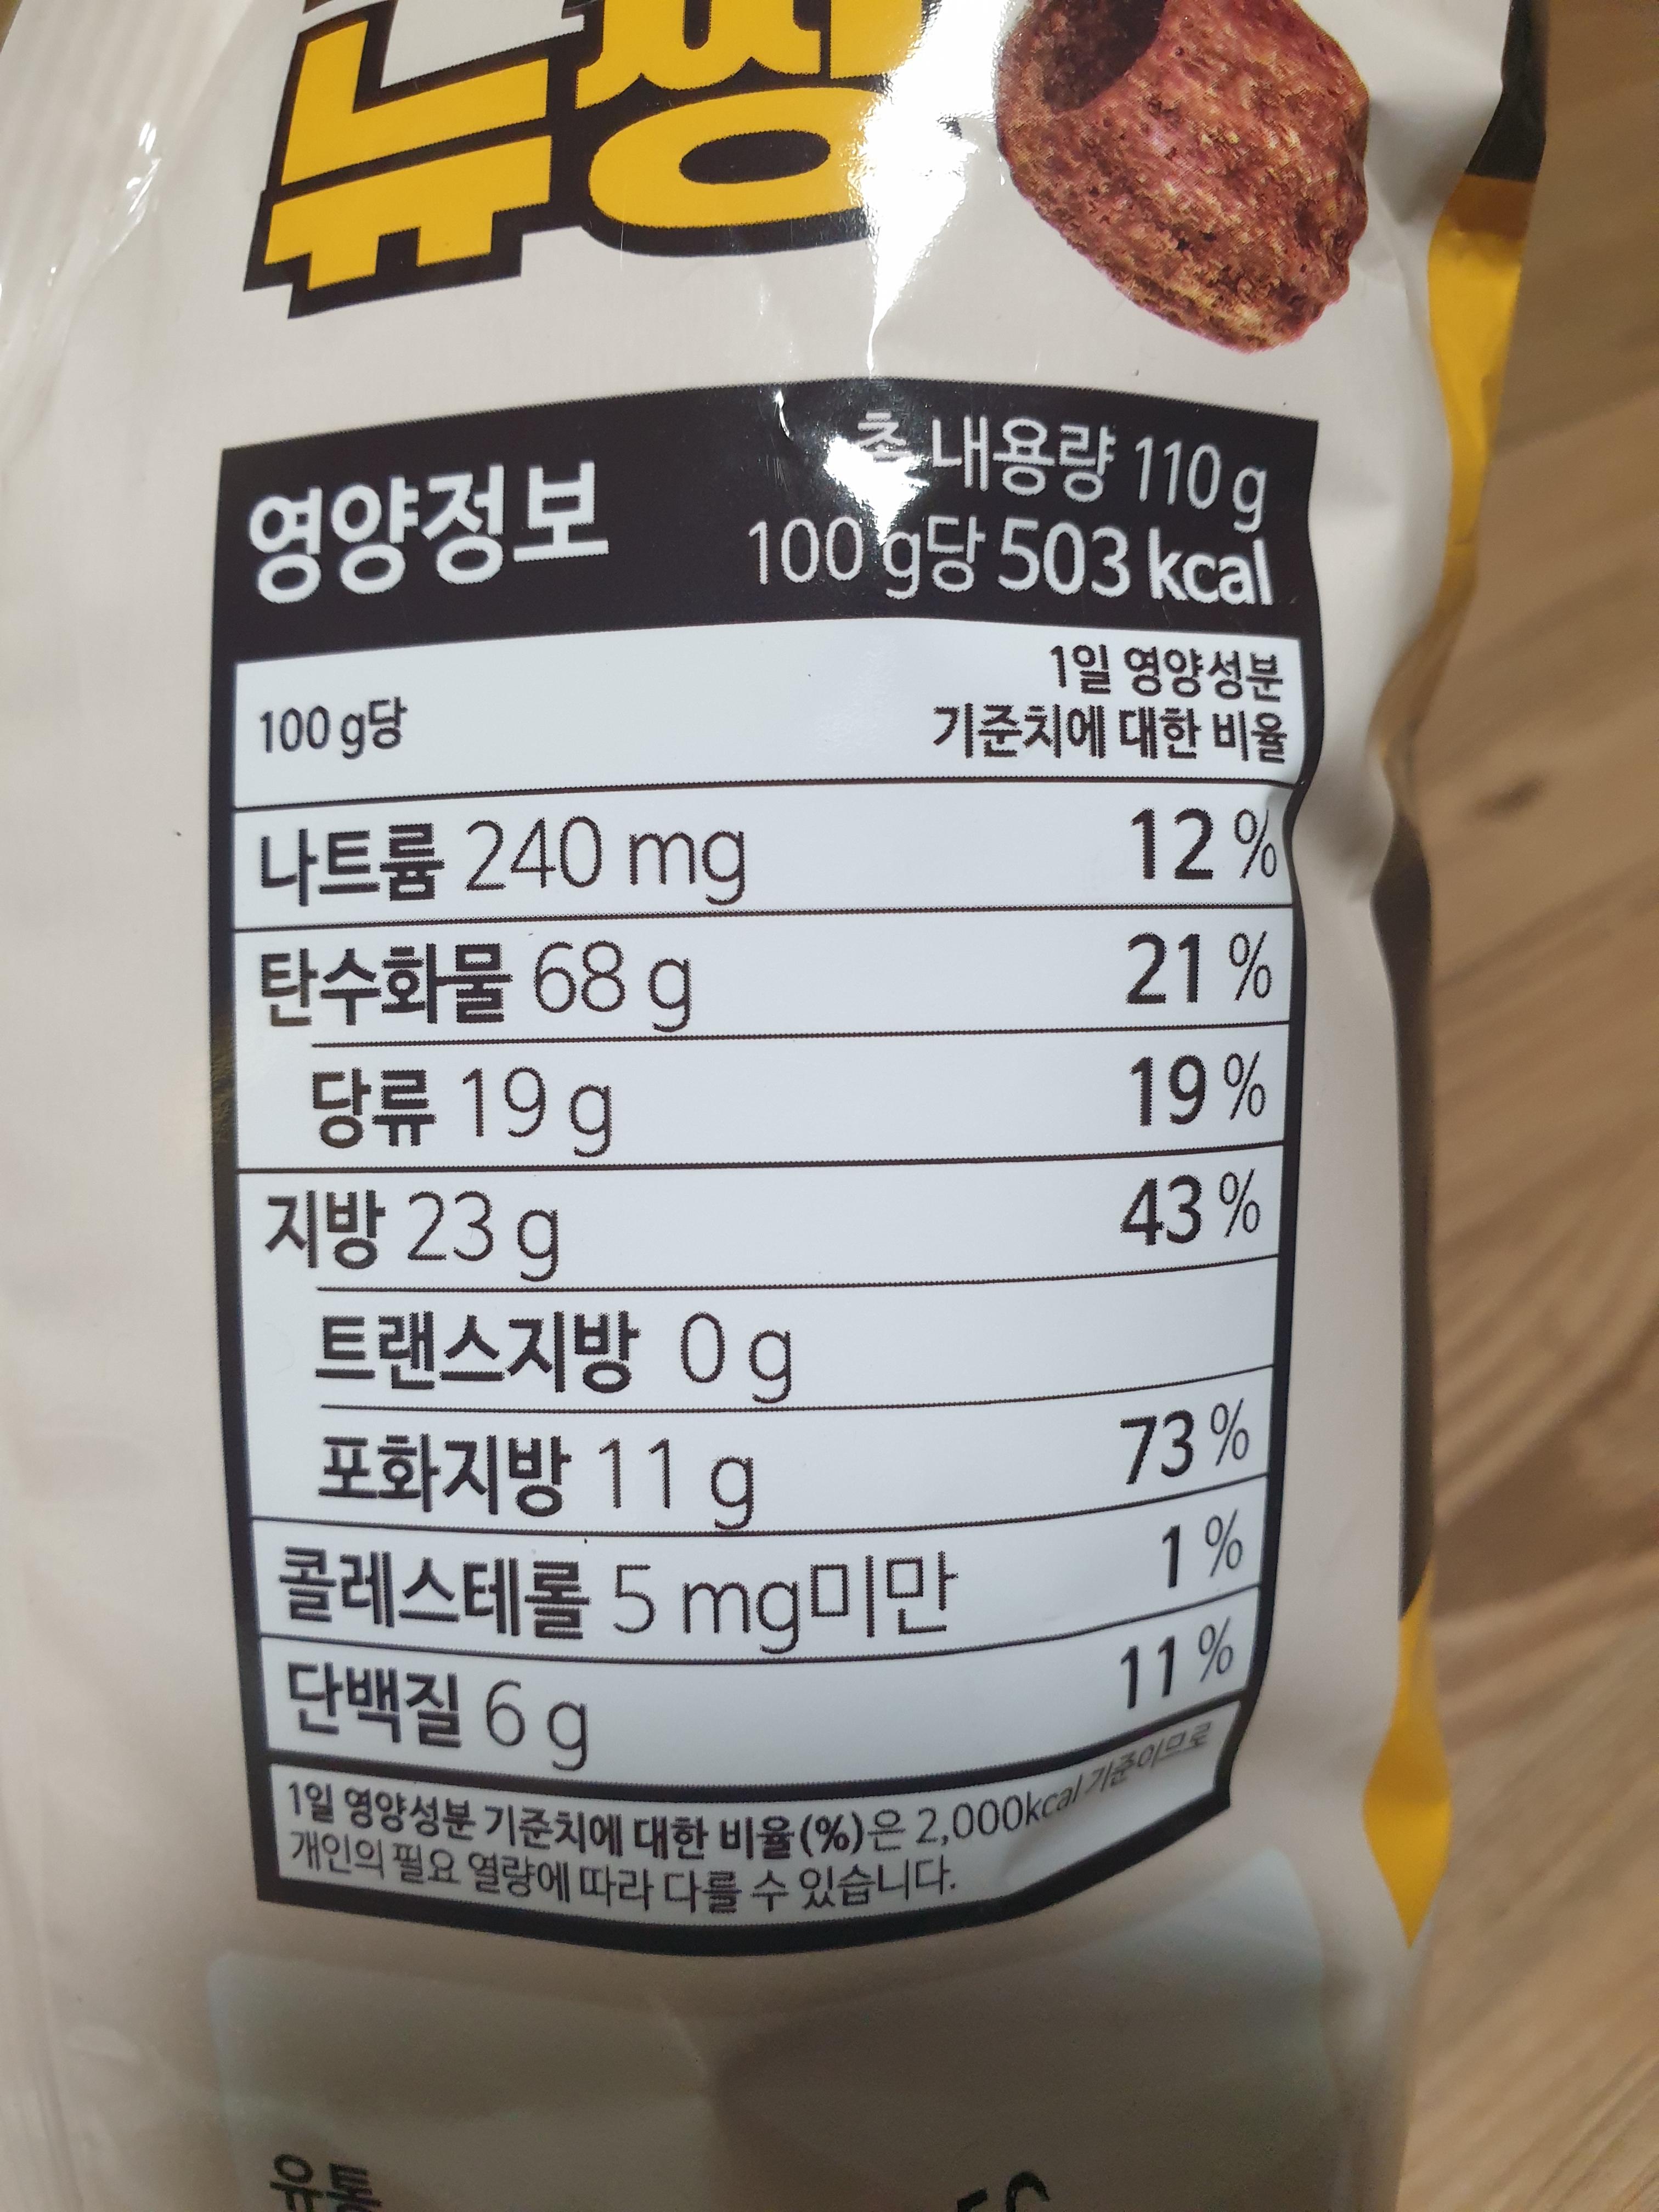 영양정보
총 내용량 110 g
100 g당 503 kcal
100 g당
1일 영양성분
기준치에 대한 비율
나트륨 240 mg 12 %
탄수화물 68 g 21 %
당류 19 g 19 %
지방 23 g 43 %
트랜스지방 0 g
포화지방 11 g 73 %
콜레스테롤 5 mg미만 1 %
단백질 6 g 11 %
1일 영양성분 기준치에 대한 비율(%)은 2,000kcal 기준이므로
개인의 필요 열량에 따라 다를 수 있습니다.
유통